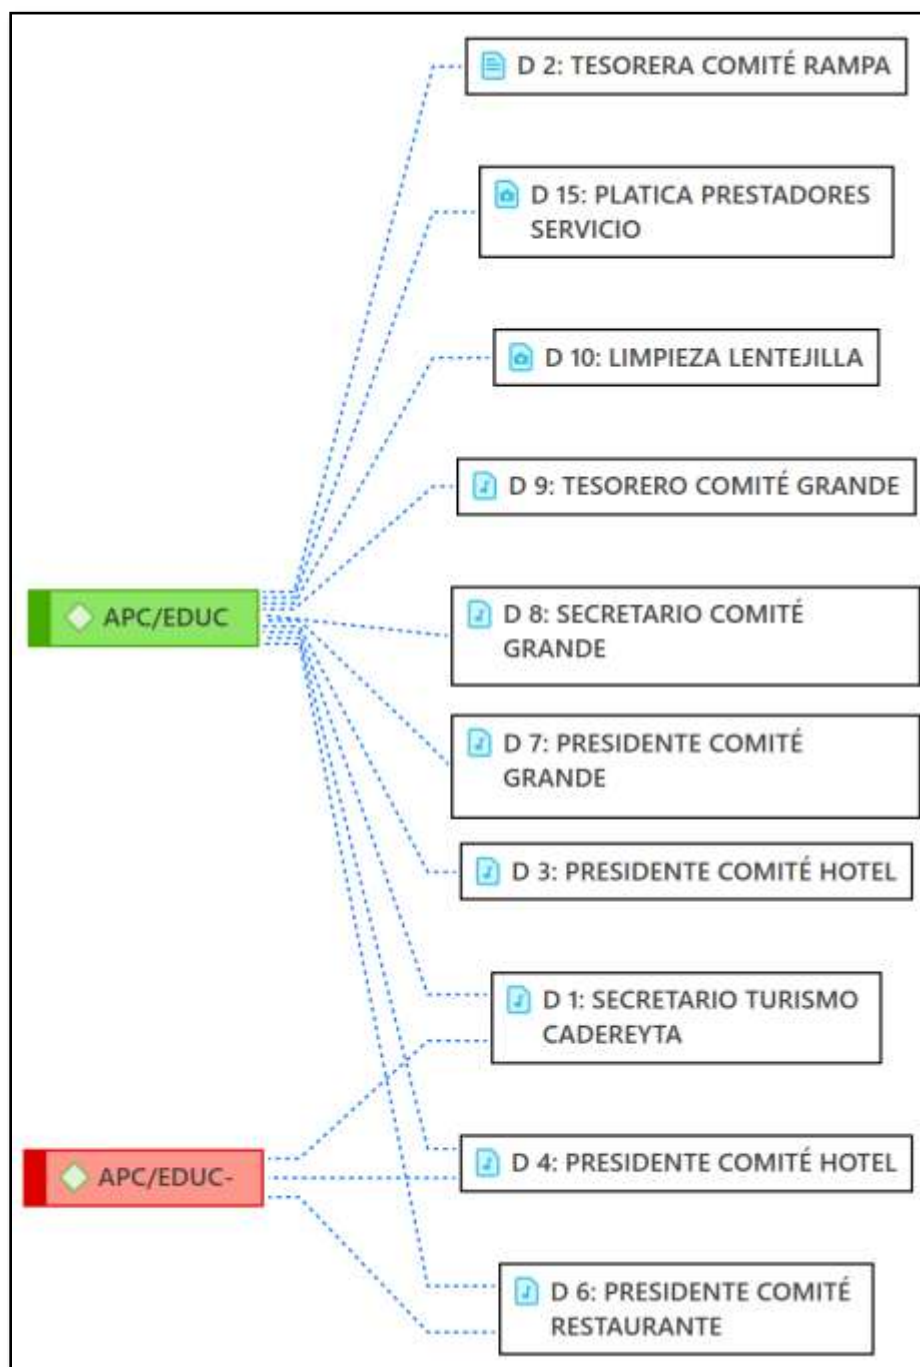 D 2: TESORERA COMITÉ RAMPA
D 15: PLATICA PRESTADORES
SERVICIO
D 10: LIMPIEZA LENTEJILLA
D 9: TESORERO COMITÉ GRANDE
APC/EDUC
D 8: SECRETARIO COMITÉ
GRANDE
D 7: PRESIDENTE COMITÉ
GRANDE
D 3: PRESIDENTE COMITÉ HOTEL
D 1: SECRETARIO TURISMO
CADEREYTA
APC/EDUC-
D 4: PRESIDENTE COMITÉ HOTEL
D 6: PRESIDENTE COMITÉ
RESTAURANTE